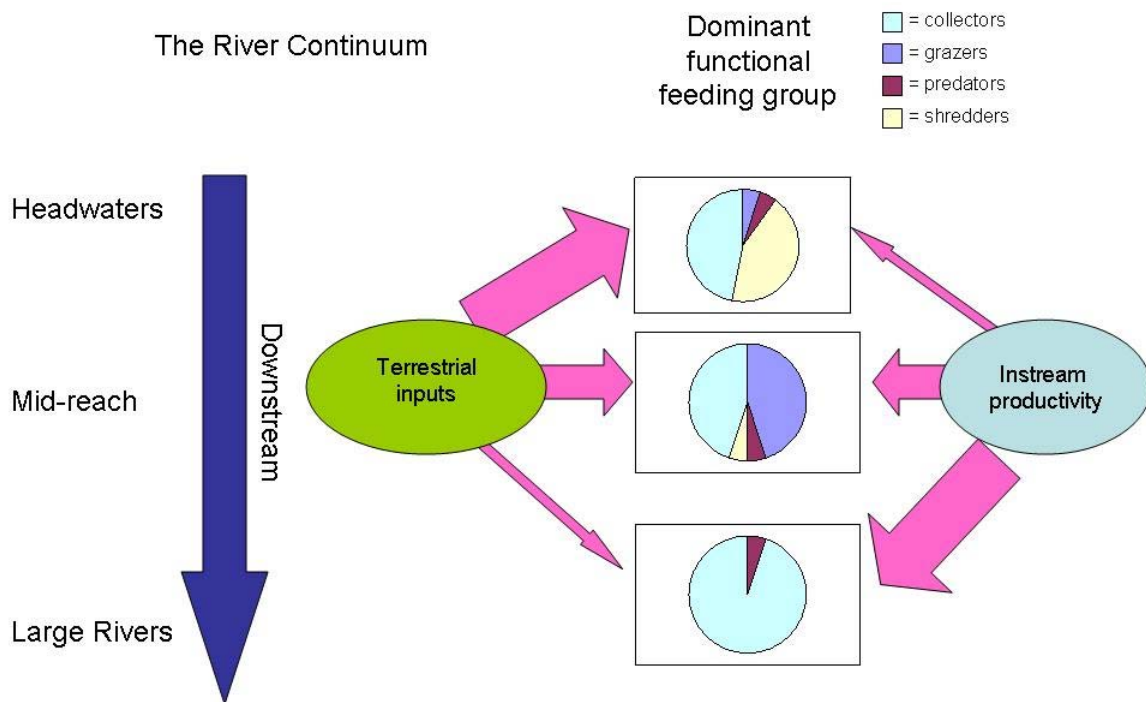 The River Continuum
Dominant
functional
feeding group
= collectors
= grazers
= predators
= shredders
Headwaters
Mid-reach
Large Rivers
Downstream
Terrestrial
inputs
Instream
productivity